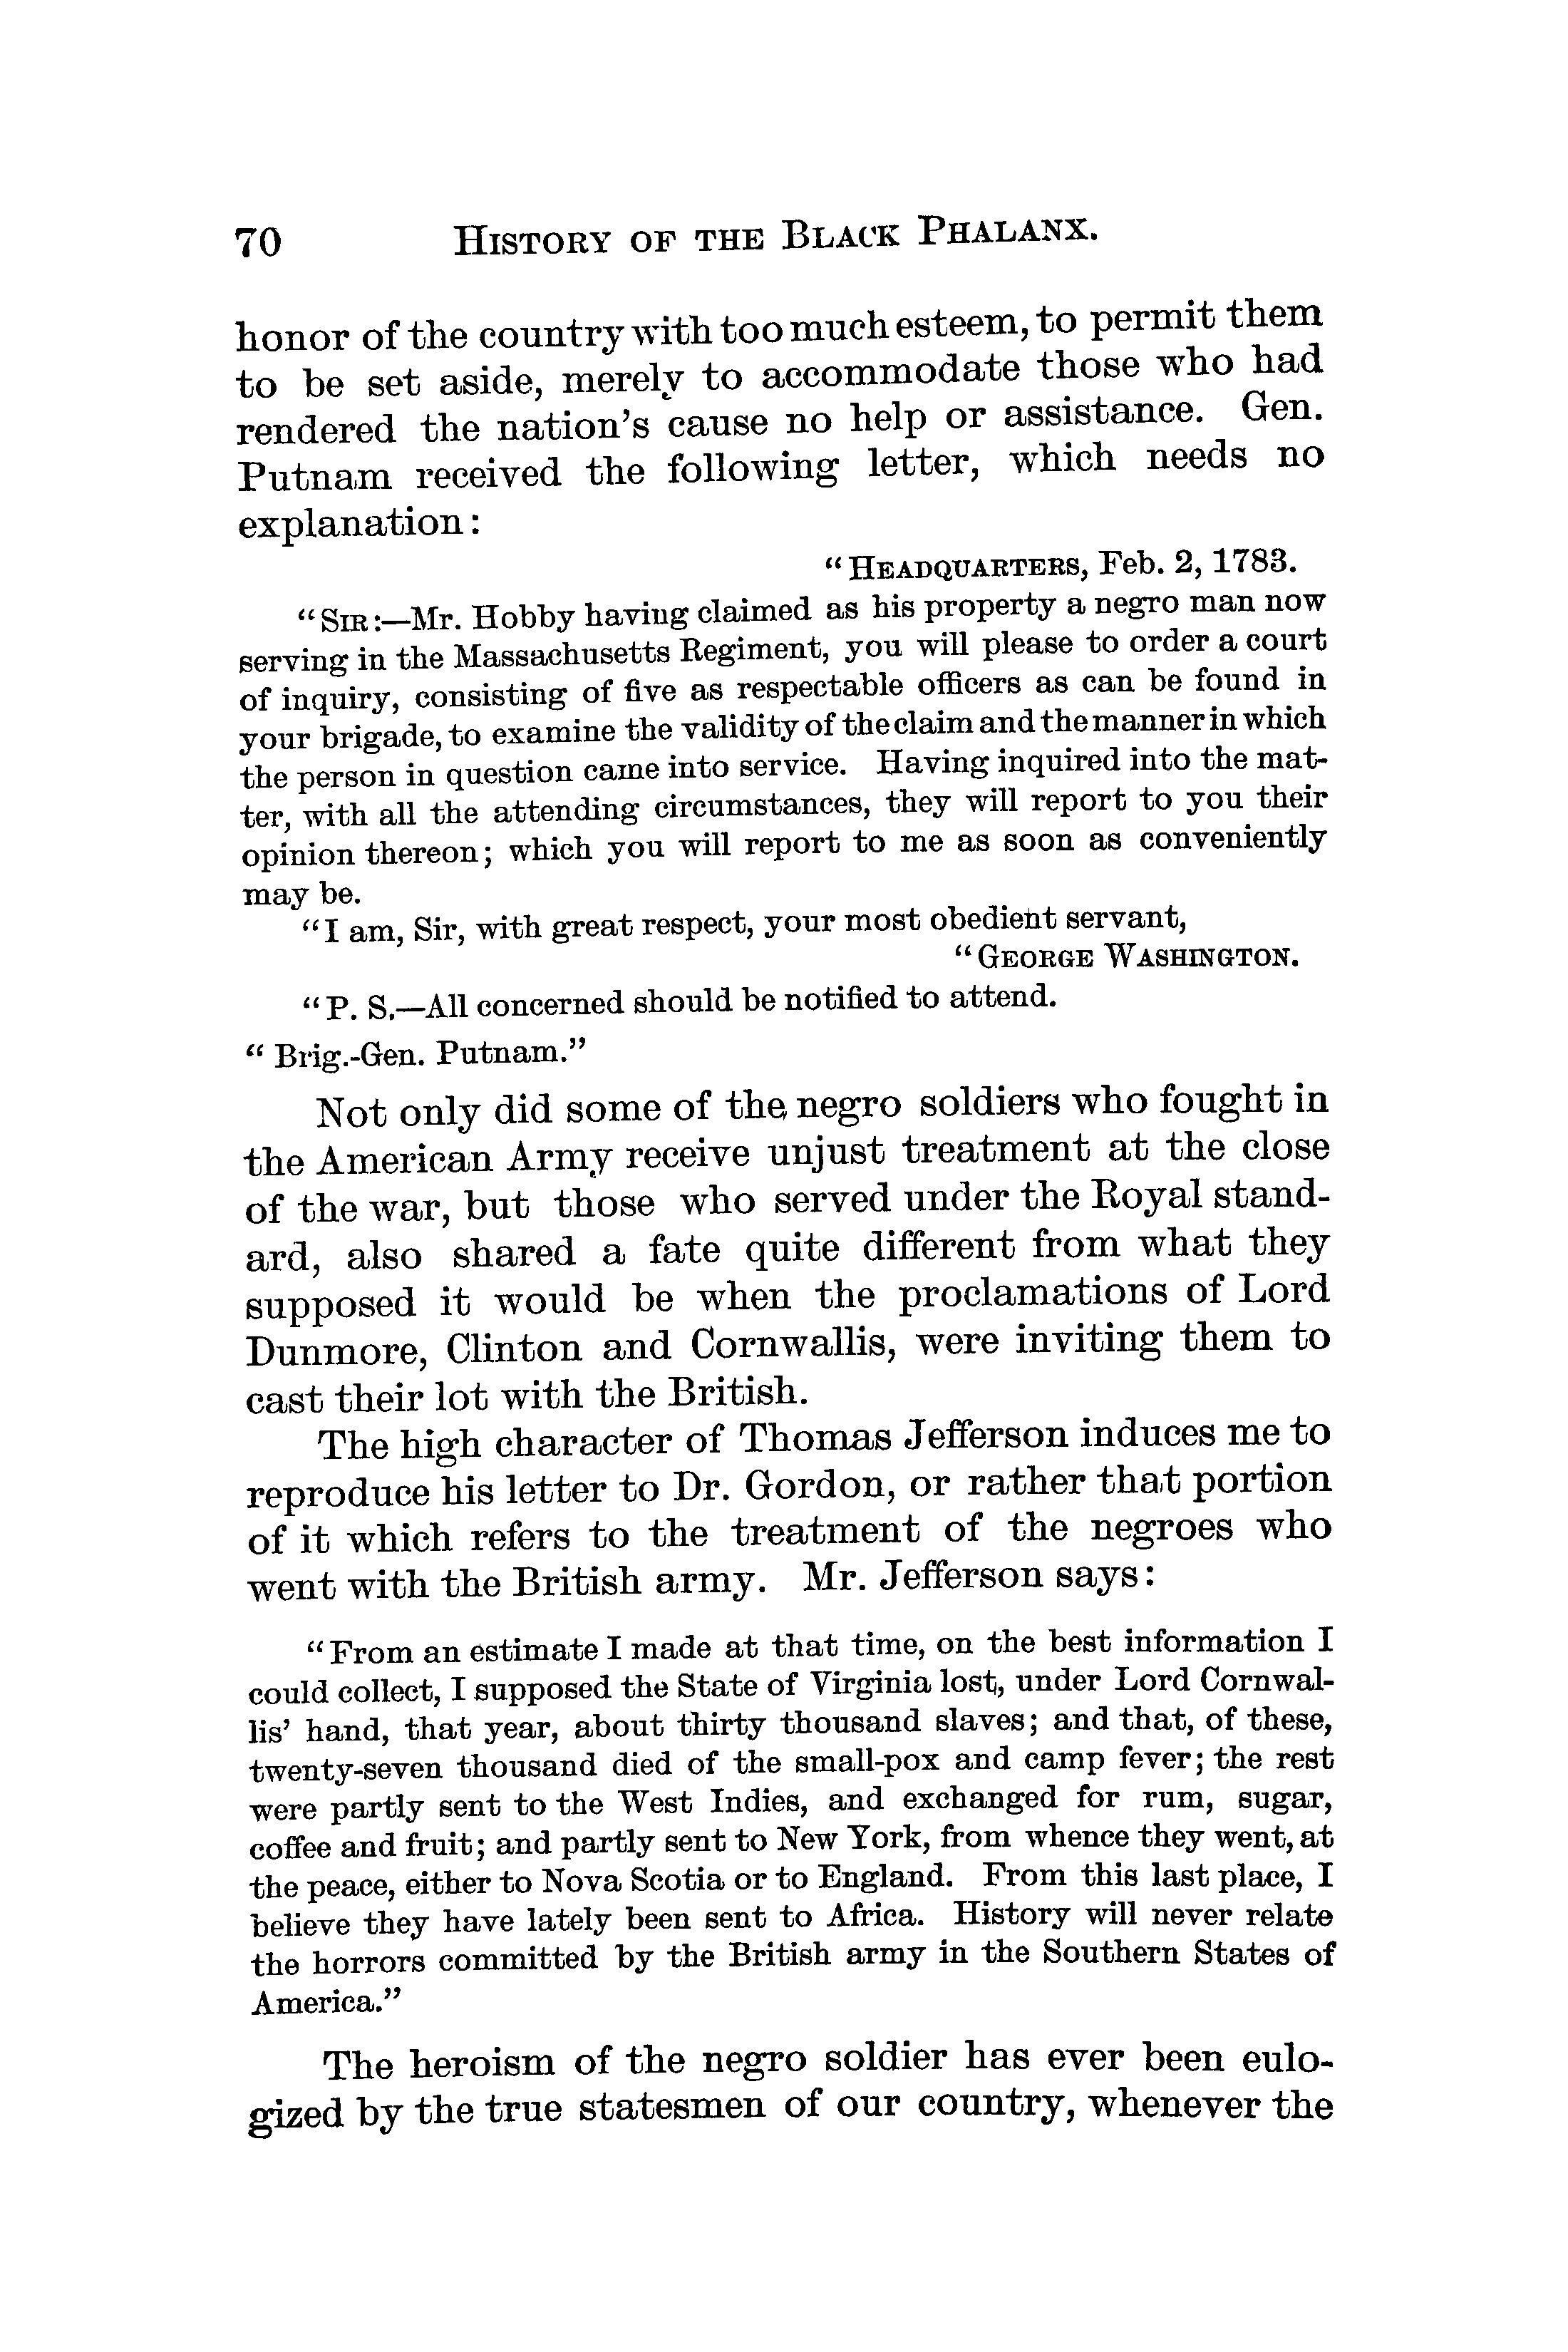 70 HISTORY OF THE BLACK PHALANX.
honor of the country with too much esteem, to permit them
to be set aside, merely to accommodate those who had
rendered the nation's cause no help or assistance. Gen.
Putnam received the following letter, which needs no
explanation:
"HEADQUARTERS, Feb. 2, 1783.
"SIR:—Mr. Hobby having claimed as his property a negro man now
serving in the Massachusetts Regiment, you will please to order a court
of inquiry, consisting of five as respectable officers as can be found in
your brigade, to examine the validity of the claim and the manner in which
the person in question came into service. Having inquired into the mat-
ter, with all the attending circumstances, they will report to you their
opinion thereon; which you will report to me as soon as conveniently
may be.
"I am, Sir, with great respect, your most obedient servant,
"GEORGE WASHINGTON.
"P. S.—All concerned should be notified to attend.
"Brig.-Gen. Putnam."
Not only did some of the negro soldiers who fought in
the American Army receive unjust treatment at the close
of the war, but those who served under the Royal stand-
ard, also shared a fate quite different from what they
supposed it would be when the proclamations of Lord
Dunmore, Clinton and Cornwallis, were inviting them to
cast their lot with the British.
The high character of Thomas Jefferson induces me to
reproduce his letter to Dr. Gordon, or rather that portion
of it which refers to the treatment of the negroes who
went with the British army. Mr. Jefferson says:
"From an estimate I made at that time, on the best information I
could collect, I supposed the State of Virginia lost, under Lord Cornwal-
lis' hand, that year, about thirty thousand slaves; and that, of these,
twenty-seven thousand died of the small-pox and camp fever; the rest
were partly sent to the West Indies, and exchanged for rum, sugar,
coffee and fruit; and partly sent to New York, from whence they went, at
the peace, either to Nova Scotia or to England. From this last place, I
believe they have lately been sent to Africa. History will never relate
the horrors committed by the British army in the Southern States of
America."
The heroism of the negro soldier has ever been eulo-
gized by the true statesmen of our country, whenever the